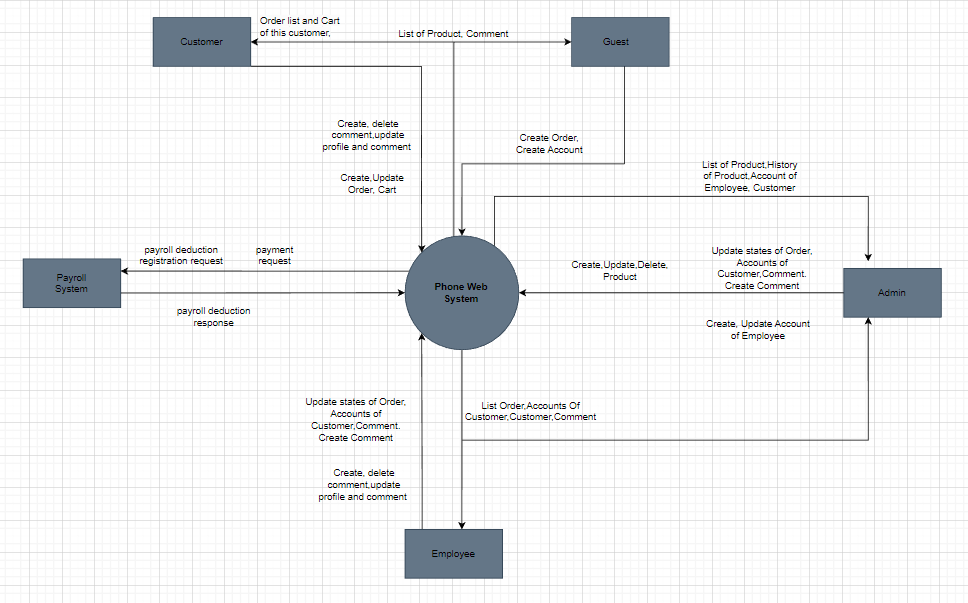 Order list and Cart
of this customer,
Customer
List of Product, Comment
Guest
Create, delete
comment,update
profile and comment
Create Order,
Create Account
Create,Update
Order, Cart
List of Product,History
of Product,Account of
Employee, Customer
payroll deduction
registration request
payment
request
Payroll
System
payroll deduction
response
Phone Web
System
Create,Update,Delete,
Product
Update states of Order,
Accounts of
Customer,Comment.
Create Comment
Admin
Create, Update Account
of Employee
Update states of Order,
Accounts of
Customer,Comment.
Create Comment
List Order,Accounts Of
Customer,Customer,Comment
Create, delete
comment,update
profile and comment
Employee